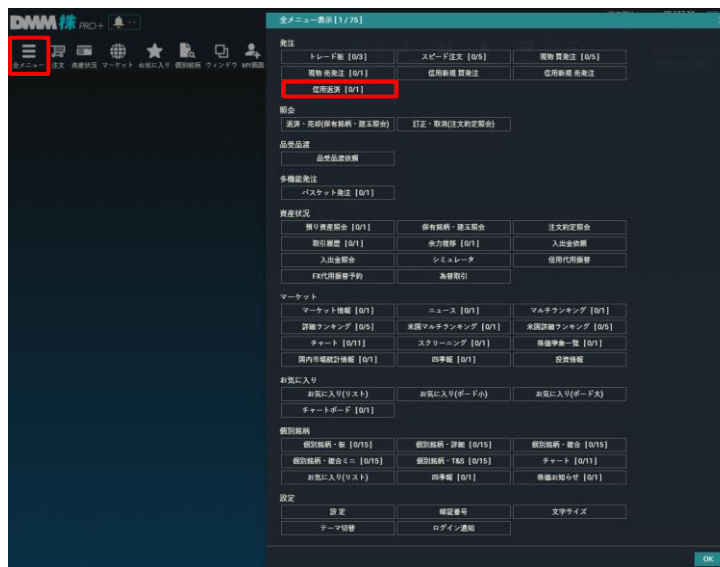 DMM 株 PRO+
全メニュー 注文 資産状況 マーケット お気に入り 個別銘柄 ウィンドウ MY画面
全メニュー表示 [1/75]
発注
トレード板 [0/3] スピード注文 [0/5] 現物 買発注 [0/5]
現物 売発注 [0/1] 信用新規 買発注 信用新規 売発注
信用返済 [0/1]
照会
返済・売却(保有銘柄・建玉照会) 訂正・取消(注文約定照会)
品受品渡
品受品渡依頼
多機能発注
バスケット発注 [0/1]
資産状況
預り資産照会 [0/1] 保有銘柄・建玉照会 注文約定照会
取引履歴 [0/1] 余力推移 [0/1] 入出金依頼
入出金照会 シミュレータ 信用代用振替
FX代用振替予約 為替取引
マーケット
マーケット情報 [0/1] ニュース [0/1] マルチランキング [0/1]
詳細ランキング [0/5] 米国マルチランキング [0/1] 米国詳細ランキング [0/5]
チャート [0/11] スクリーニング [0/1] 株価争象一覧 [0/1]
国内市場統計情報 [0/1] 四季報 [0/1] 投資情報
お気に入り
お気に入り(リスト) お気に入り(ボード小) お気に入り(ボード大)
チャートボード [0/1]
個別銘柄
個別銘柄・板 [0/15] 個別銘柄・詳細 [0/15] 個別銘柄・複合 [0/15]
個別銘柄・複合ミニ [0/15] 個別銘柄・T&S [0/15] チャート [0/11]
お気に入り(リスト) 四季報 [0/1] 株価お知らせ [0/1]
設定
設定 暗証番号 文字サイズ
テーマ切替 ログイン通知
OK